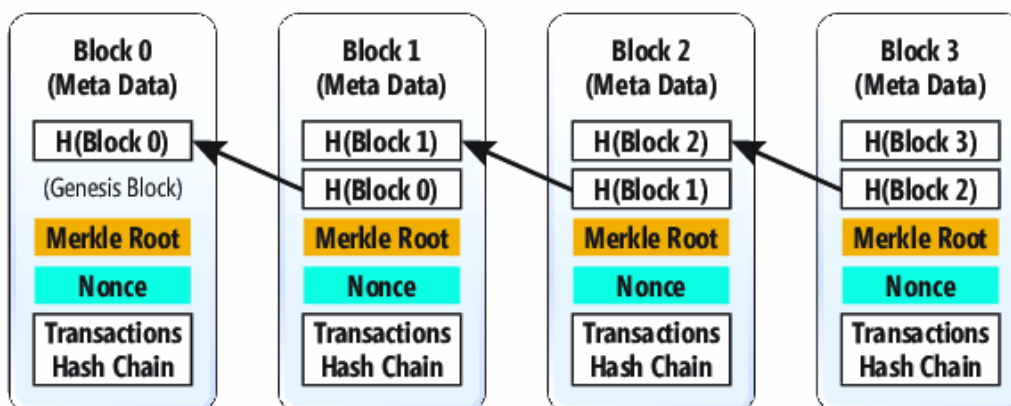 Block 0
(Meta Data)
H(Block 0)
(Genesis Block)
Merkle Root
Nonce
Transactions
Hash Chain
Block 1
(Meta Data)
H(Block 1)
H(Block 0)
Merkle Root
Nonce
Transactions
Hash Chain
Block 2
(Meta Data)
H(Block 2)
H(Block 1)
Merkle Root
Nonce
Transactions
Hash Chain
Block 3
(Meta Data)
H(Block 3)
H(Block 2)
Merkle Root
Nonce
Transactions
Hash Chain